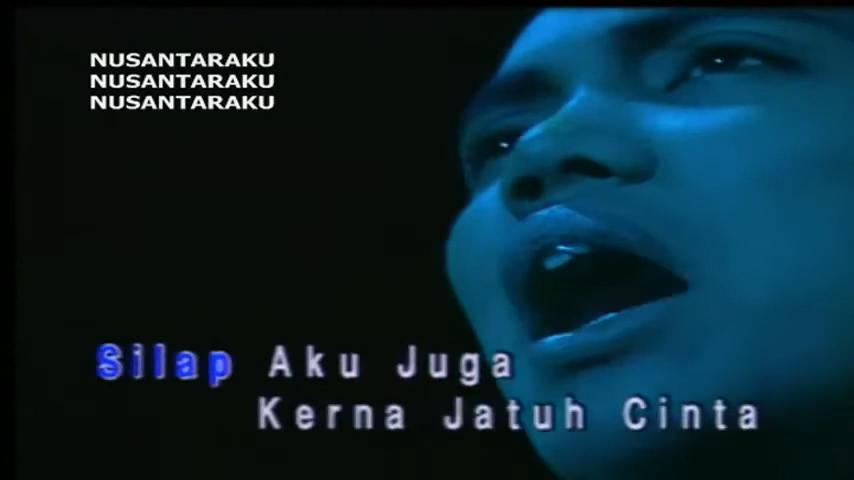 NUSANTARAKU
NUSANTARAKU
NUSANTARAKU
Silap Aku Juga
Kerna Jatuh Cinta